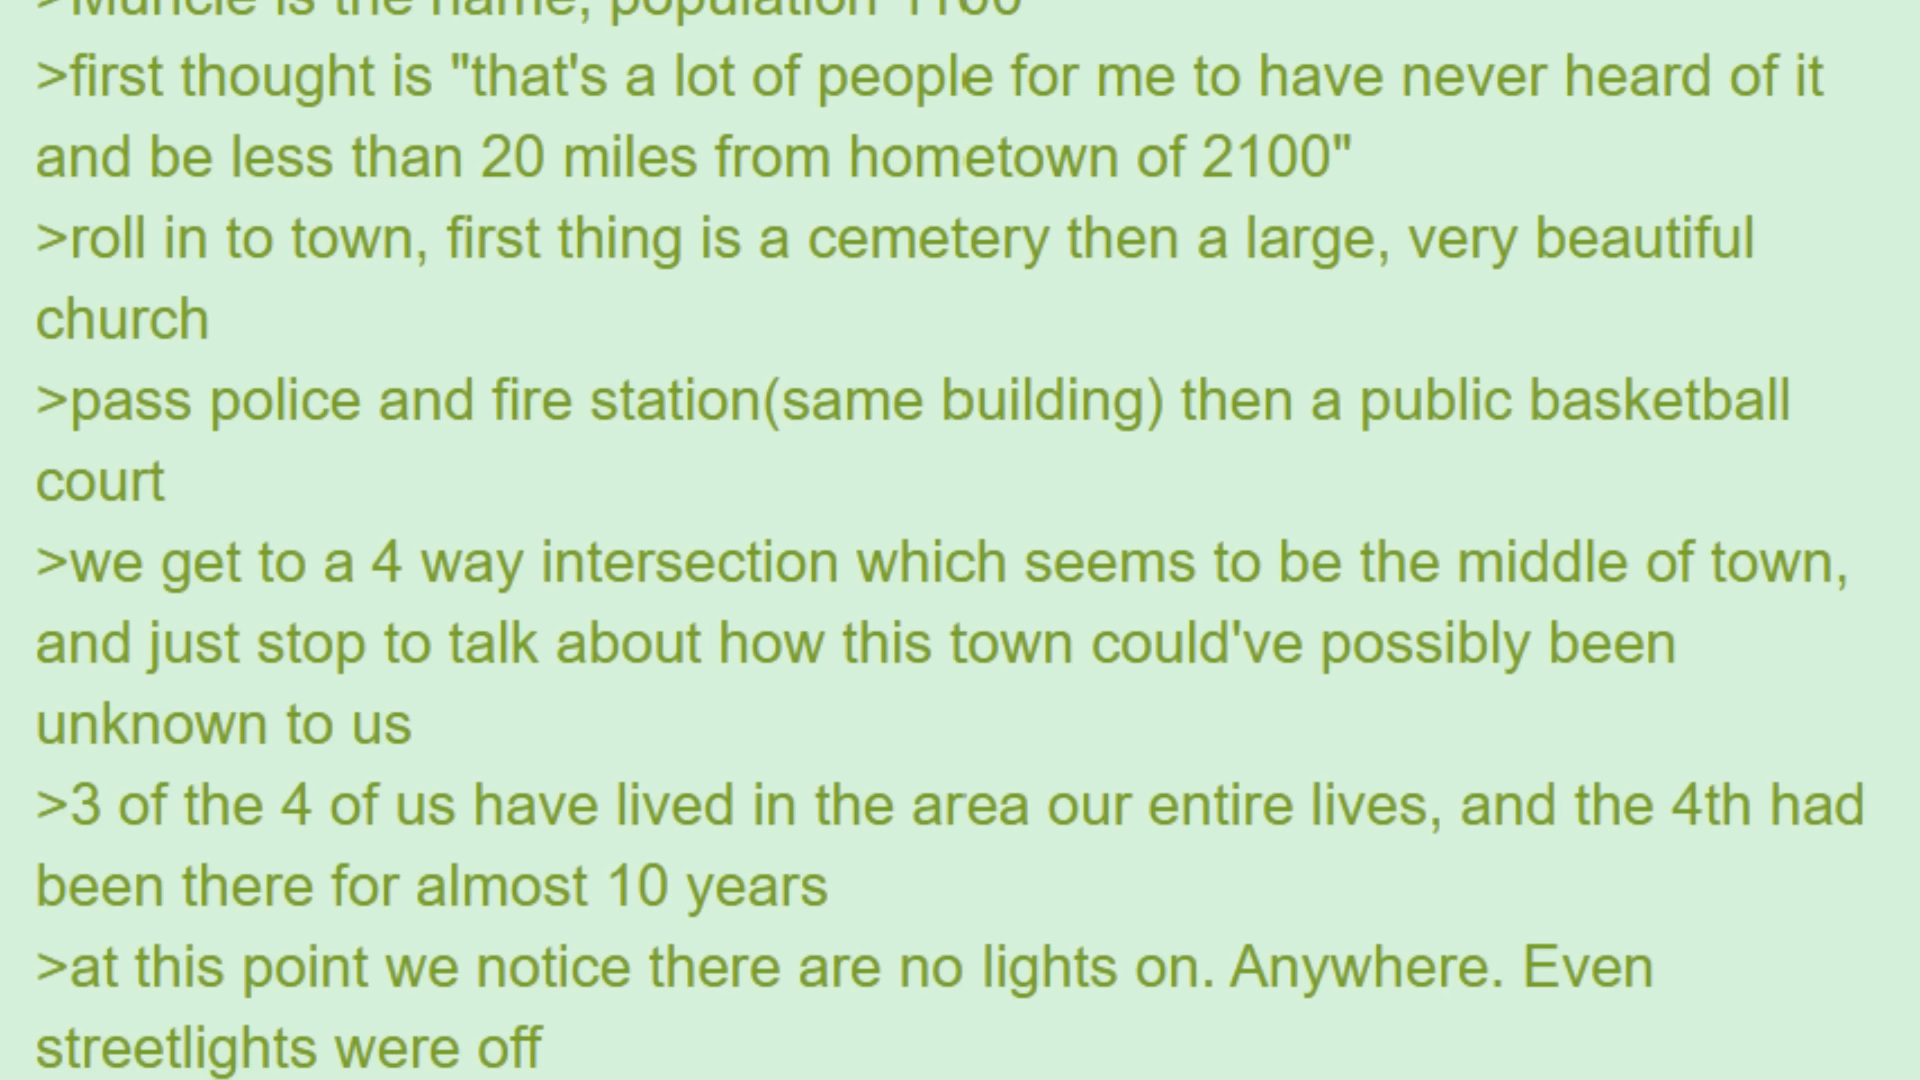 >Muncie is the name, population 1100
>first thought is "that's a lot of people for me to have never heard of it
and be less than 20 miles from hometown of 2100"
>roll in to town, first thing is a cemetery then a large, very beautiful
church
>pass police and fire station(same building) then a public basketball
court
>we get to a 4 way intersection which seems to be the middle of town,
and just stop to talk about how this town could've possibly been
unknown to us
>3 of the 4 of us have lived in the area our entire lives, and the 4th had
been there for almost 10 years
>at this point we notice there are no lights on. Anywhere. Even
streetlights were off